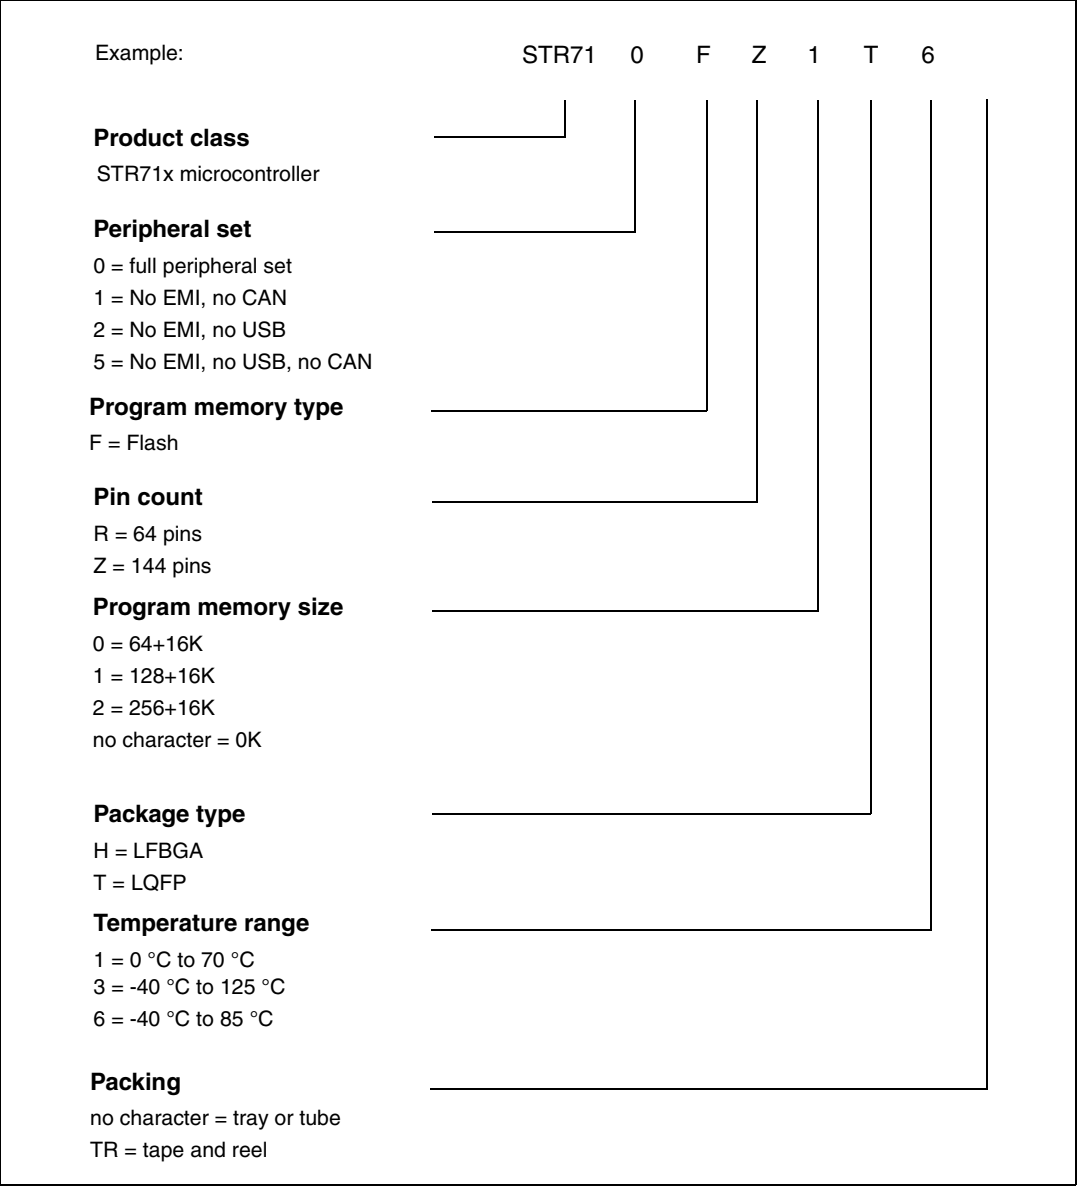 Example: STR71 0 F Z 1 T 6
Product class
STR71x microcontroller
Peripheral set
0 = full peripheral set
1 = No EMI, no CAN
2 = No EMI, no USB
5 = No EMI, no USB, no CAN
Program memory type
F = Flash
Pin count
R = 64 pins
Z = 144 pins
Program memory size
0 = 64+16K
1 = 128+16K
2 = 256+16K
no character = 0K
Package type
H = LFBGA
T = LQFP
Temperature range
1 = 0 °C to 70 °C
3 = -40 °C to 125 °C
6 = -40 °C to 85 °C
Packing
no character = tray or tube
TR = tape and reel